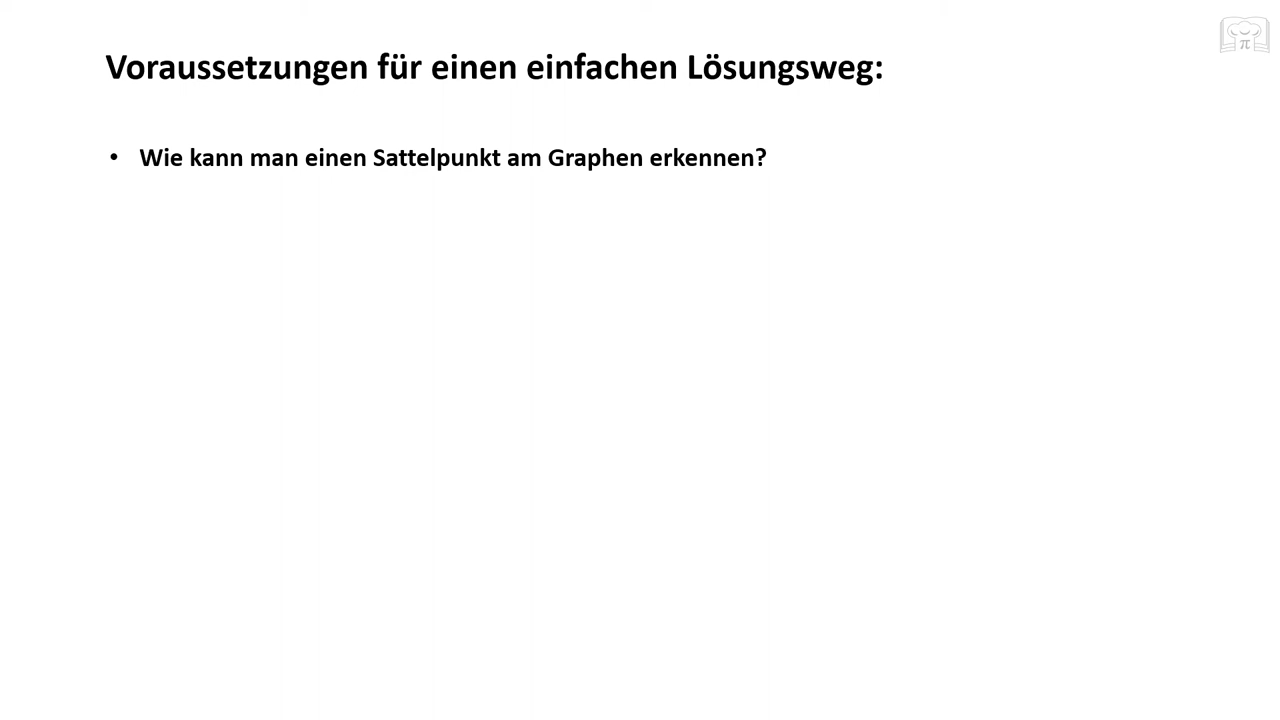 Voraussetzungen für einen einfachen Lösungsweg:
• Wie kann man einen Sattelpunkt am Graphen erkennen?
π